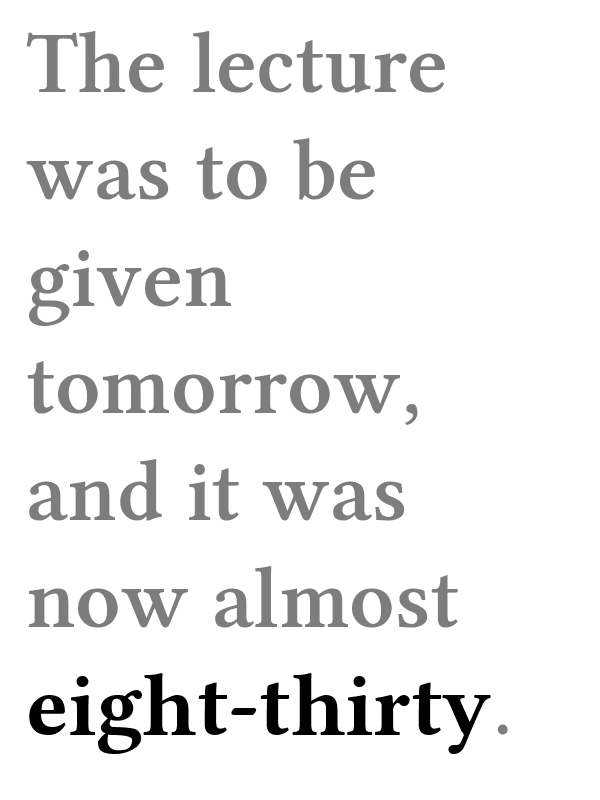 The lecture
was to be
given
tomorrow,
and it was
now almost
eight-thirty.